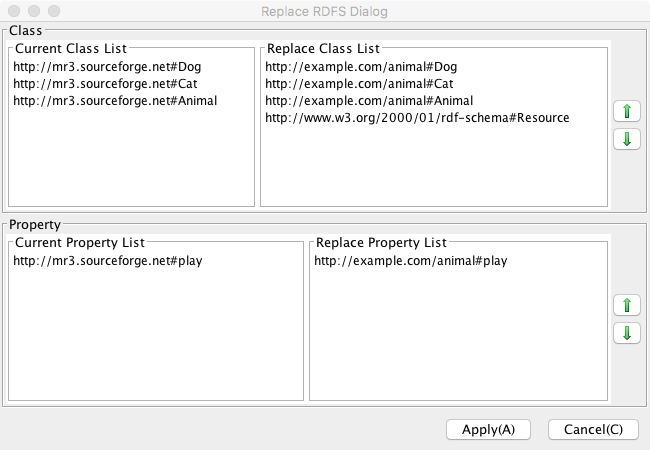 Replace RDFS Dialog
Class
Current Class List
http://mr3.sourceforge.net#Dog
http://mr3.sourceforge.net#Cat
http://mr3.sourceforge.net#Animal
Replace Class List
http://example.com/animal#Dog
http://example.com/animal#Cat
http://example.com/animal#Animal
http://www.w3.org/2000/01/rdf-schema#Resource
Property
Current Property List
http://mr3.sourceforge.net#play
Replace Property List
http://example.com/animal#play
Apply(A)
Cancel(C)